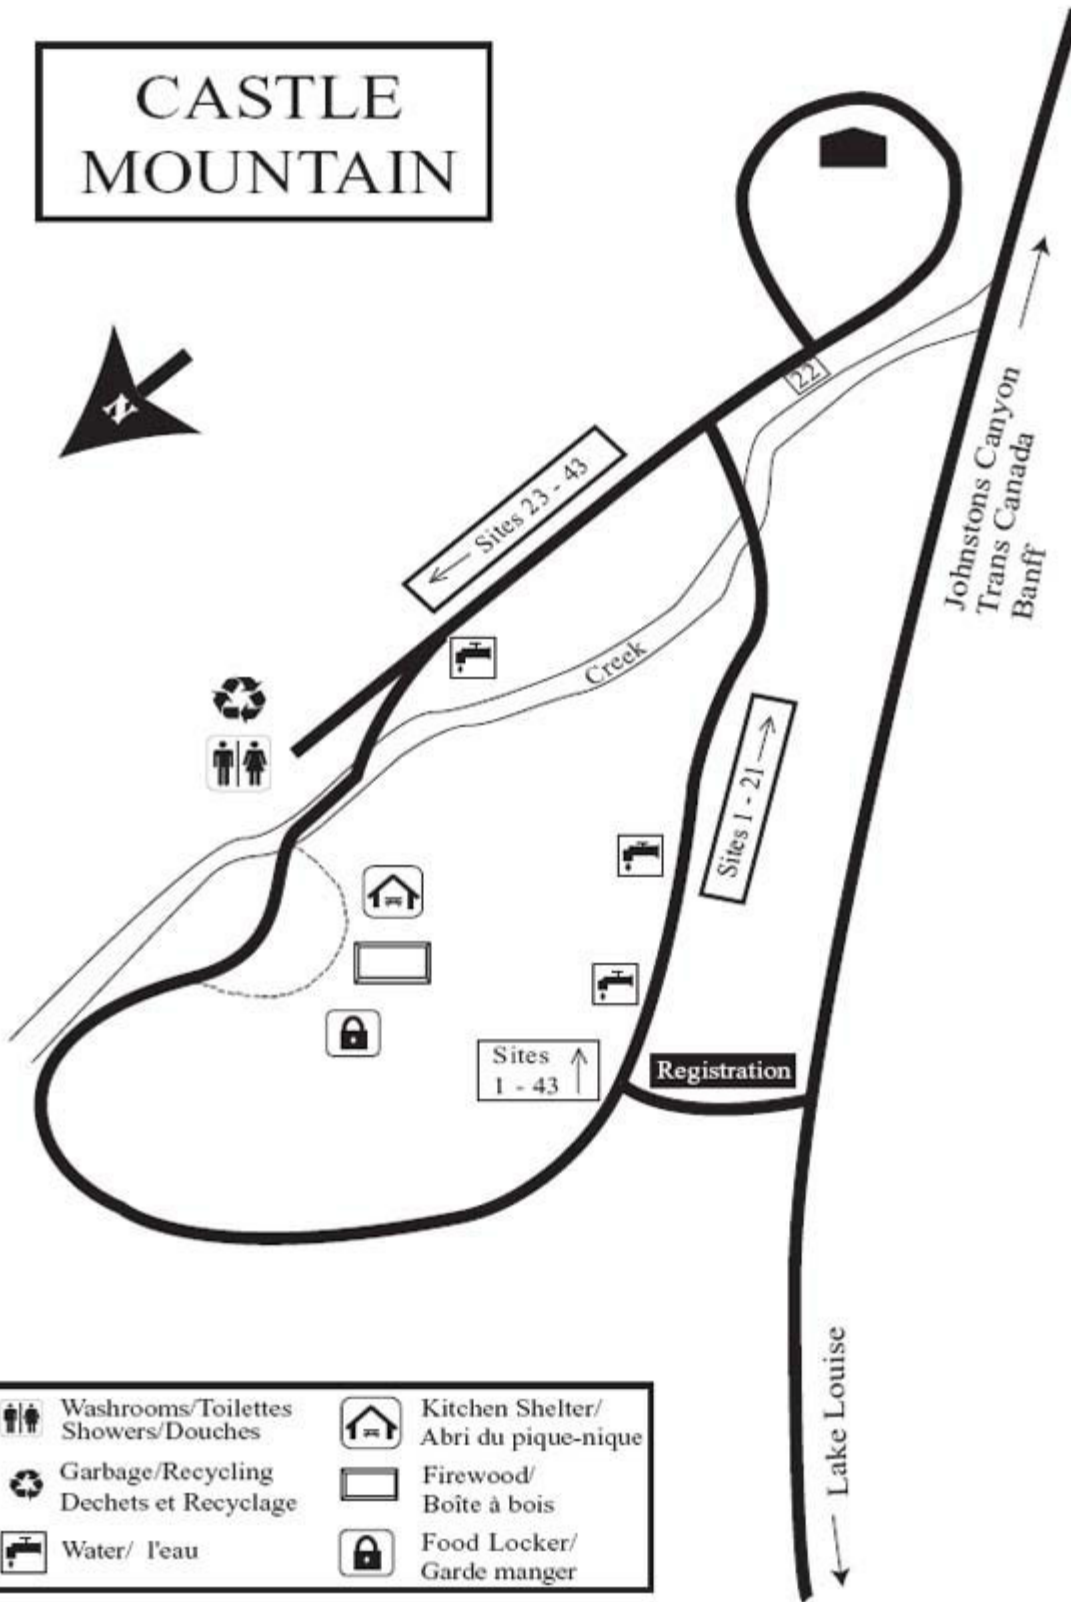 CASTLE
MOUNTAIN
N
22
Sites 23 - 43
Johnstons Canyon
Trans Canada
Banff
Creek
Sites 1 - 21
Sites
1 - 43
Registration
Lake Louise
Washrooms/Toilettes
Showers/Douches
Garbage/Recycling
Dechets et Recyclage
Water/ l'eau
Kitchen Shelter/
Abri du pique-nique
Firewood/
Boîte à bois
Food Locker/
Garde manger